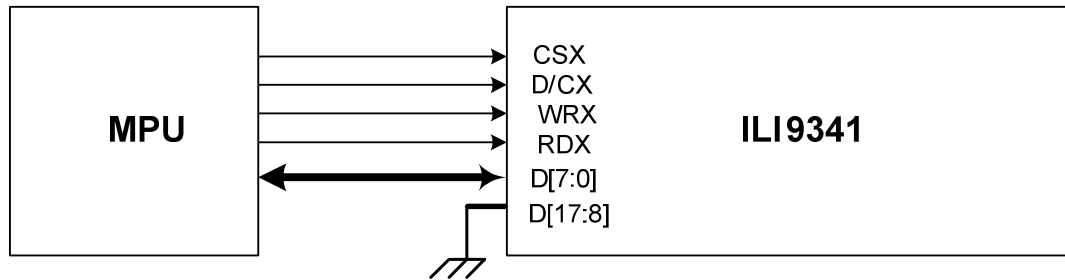 MPU
CSX
D/CX
WRX
RDX
D[7:0]
D[17:8]
ILI9341